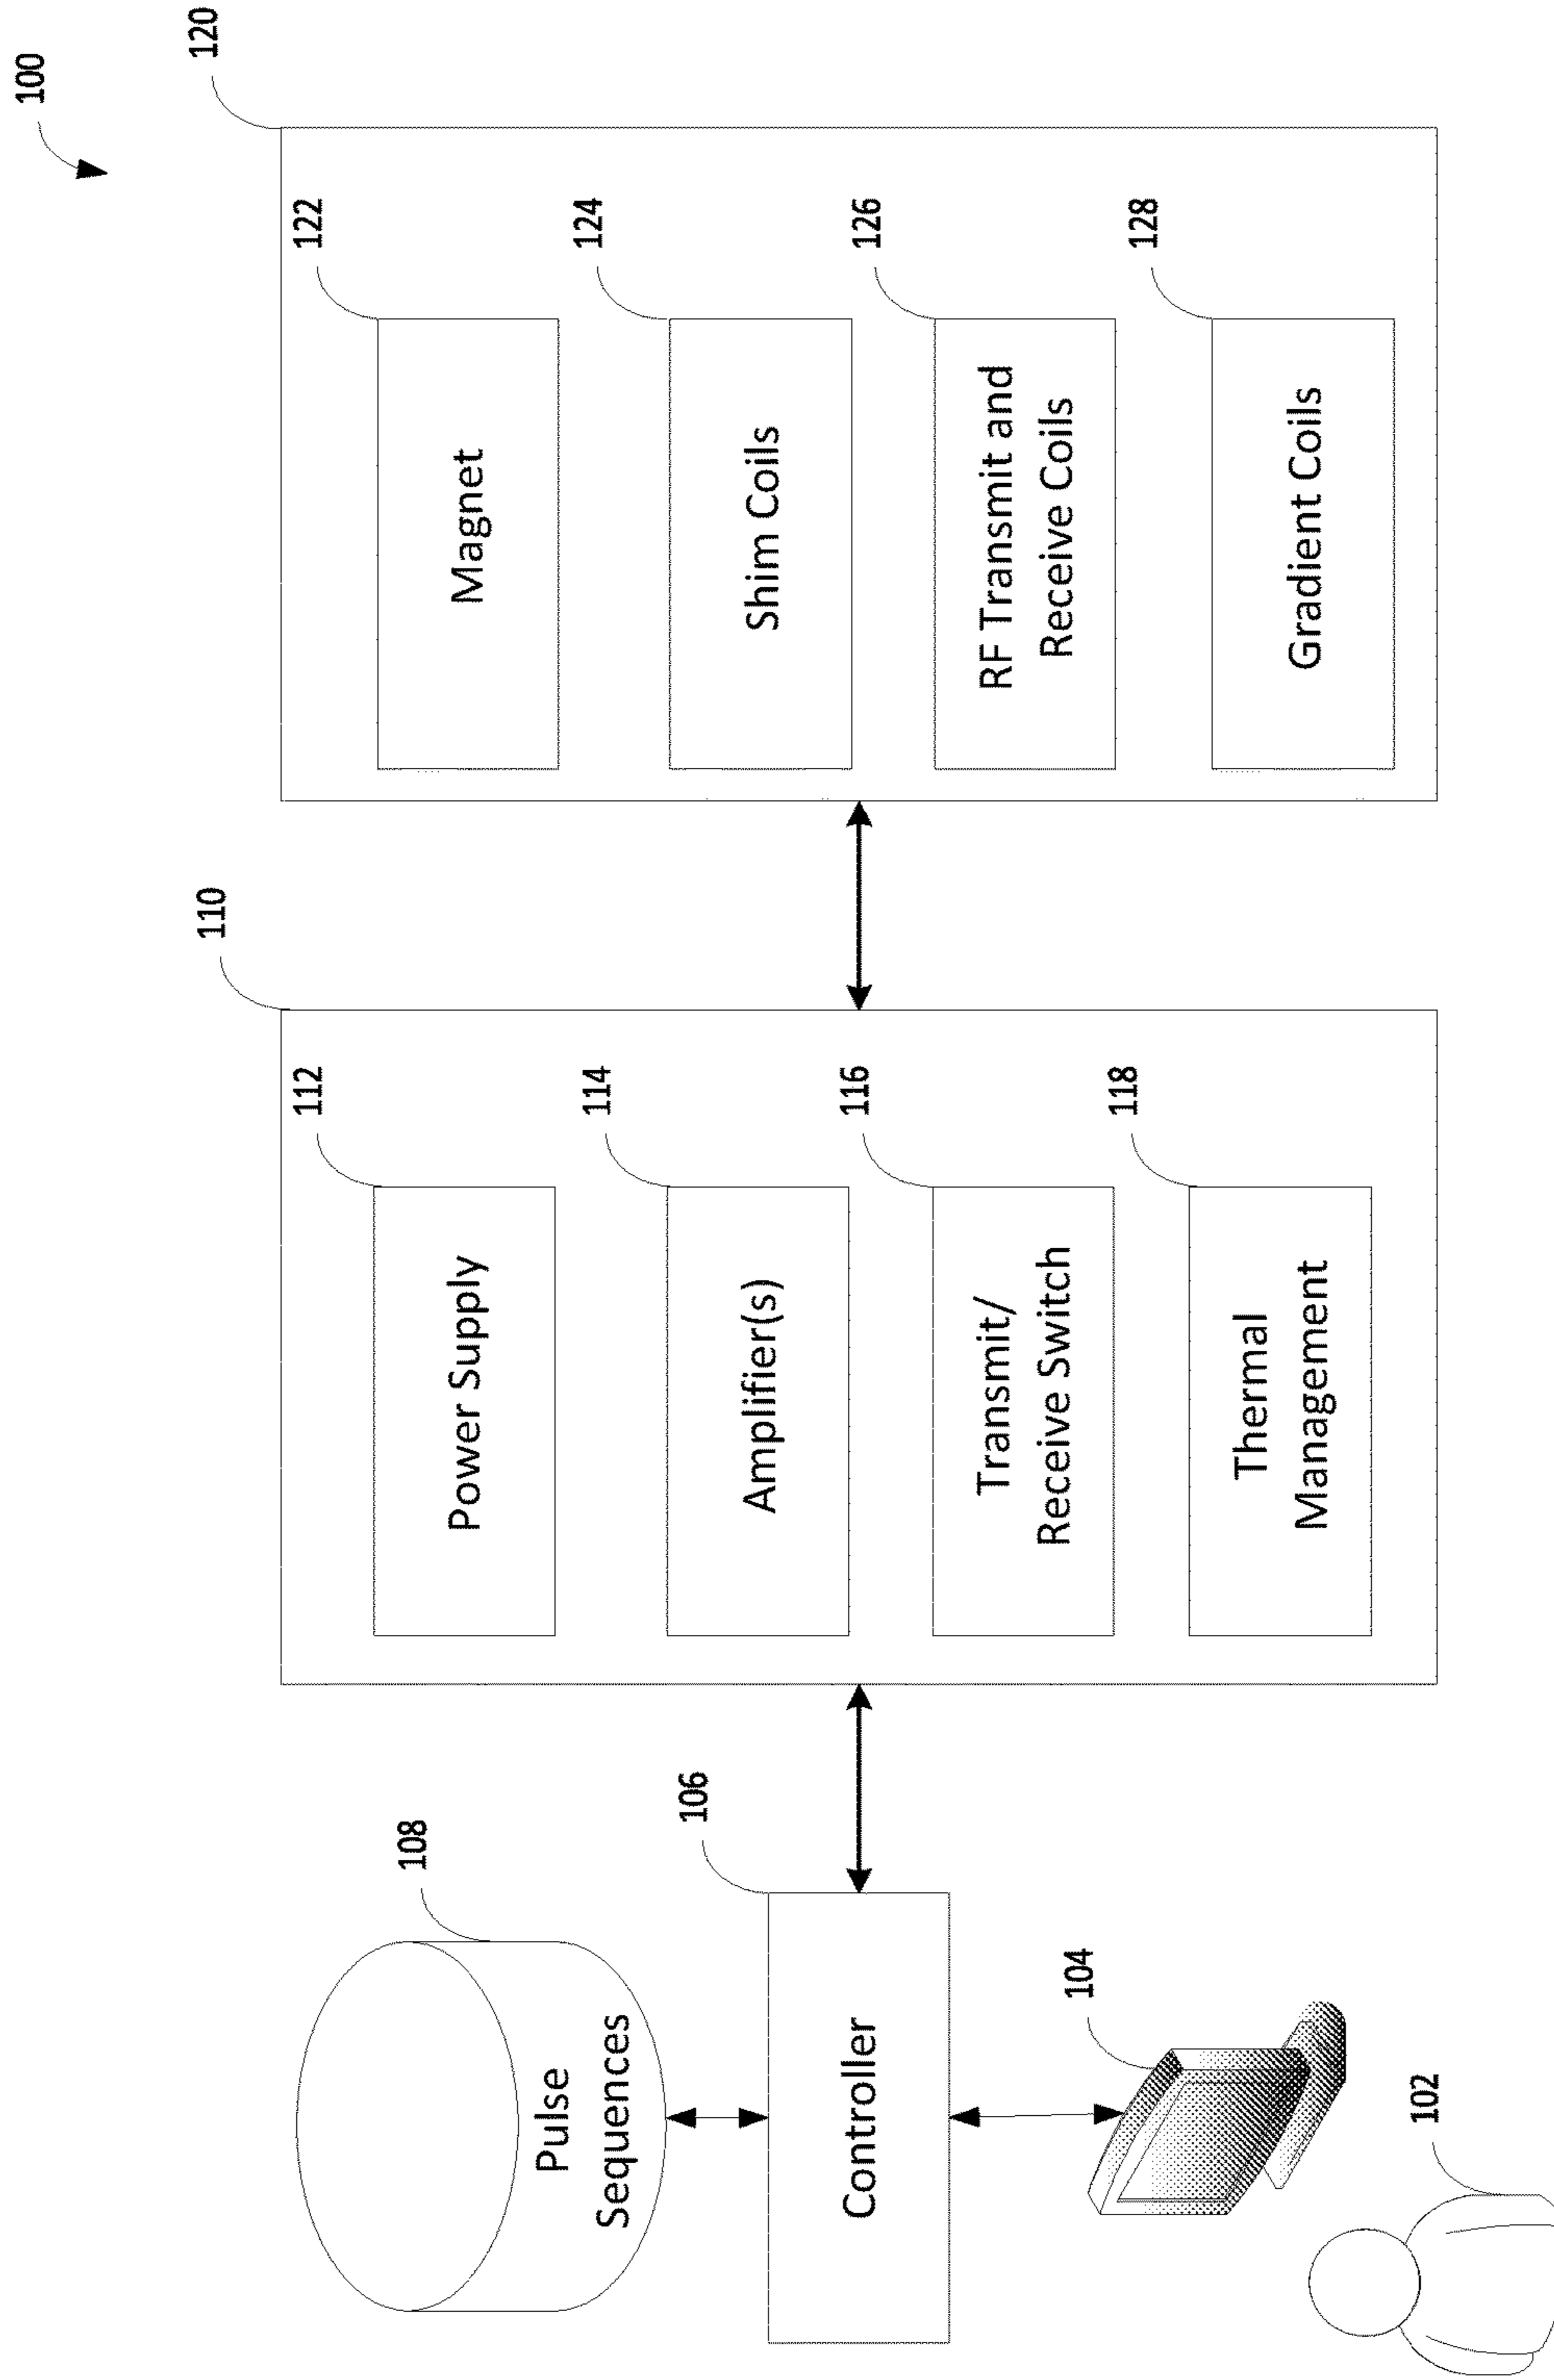 100
108
Pulse
Sequences
106
Controller
104
102
110
112
Power Supply
114
Amplifier(s)
116
Transmit/
Receive Switch
118
Thermal
Management
120
122
Magnet
124
Shim Coils
126
RF Transmit and
Receive Coils
128
Gradient Coils